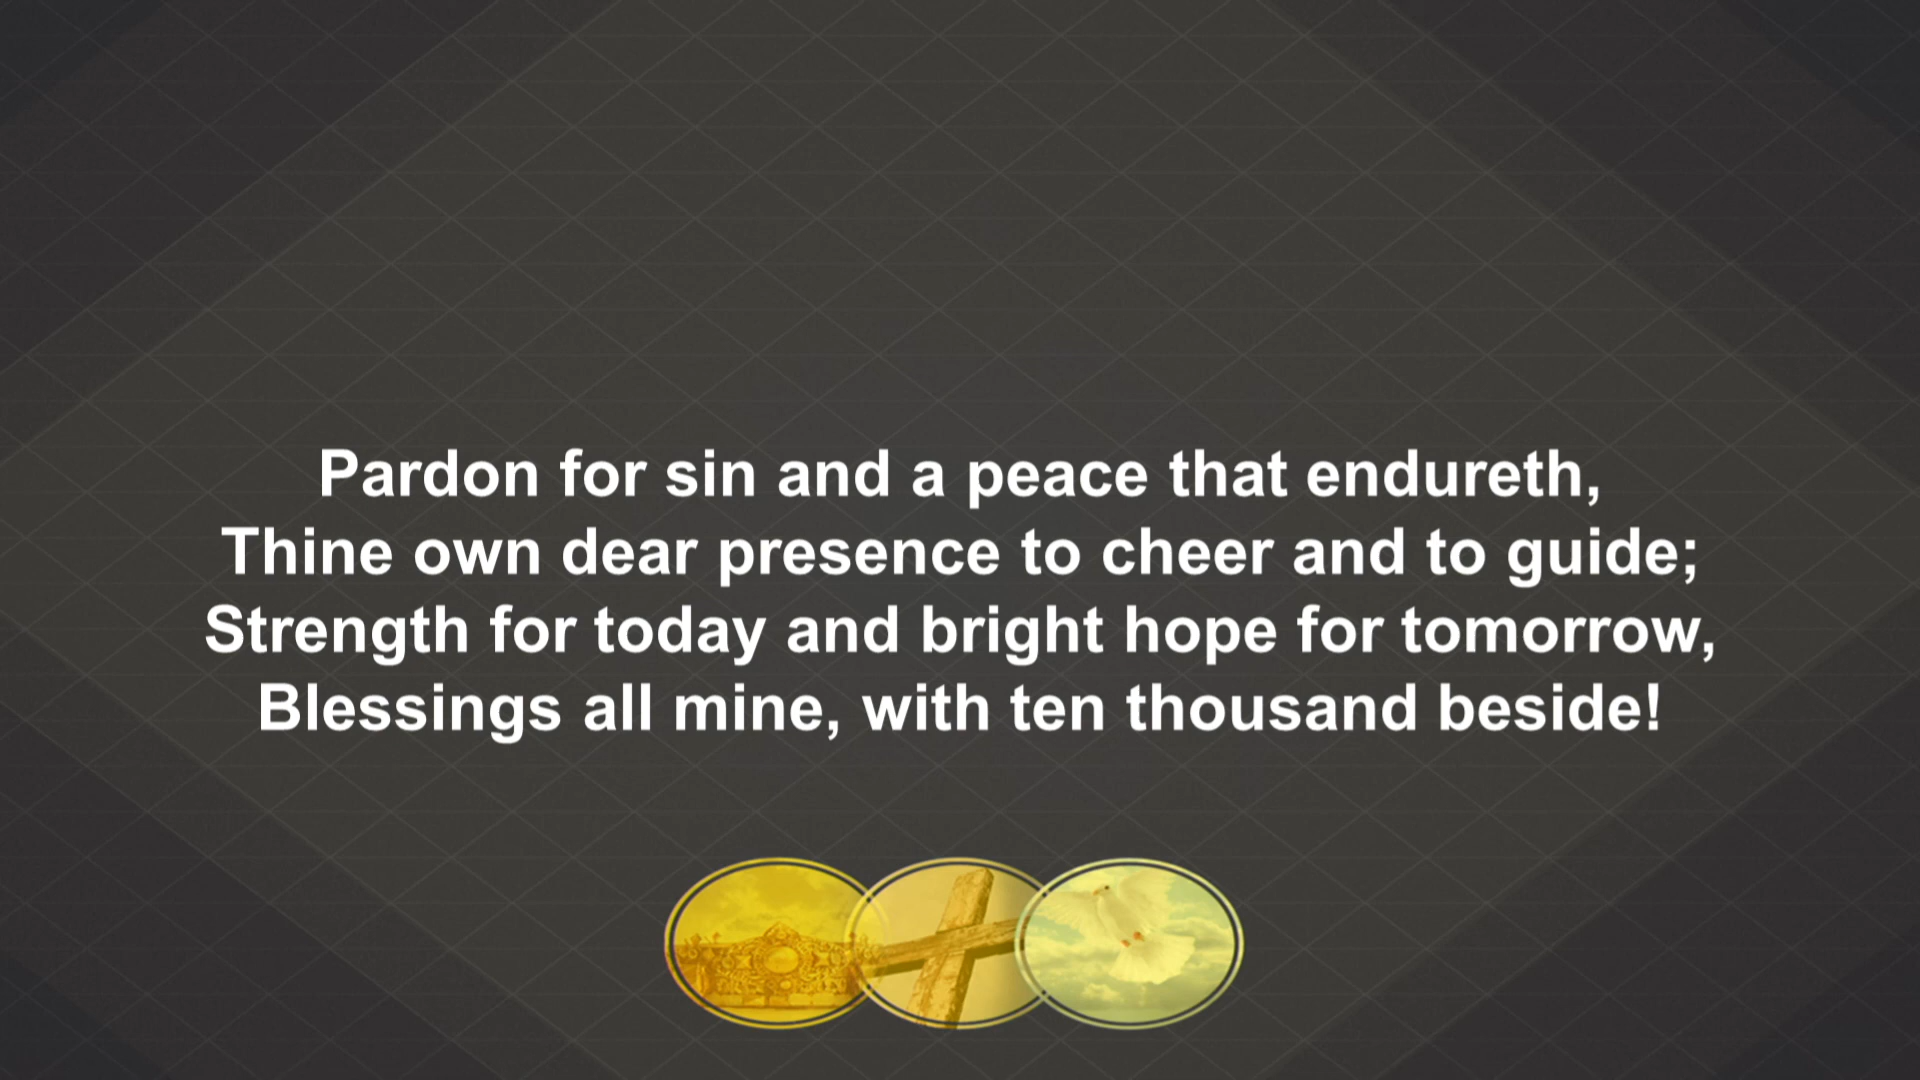 Pardon for sin and a peace that endureth,
Thine own dear presence to cheer and to guide;
Strength for today and bright hope for tomorrow,
Blessings all mine, with ten thousand beside!